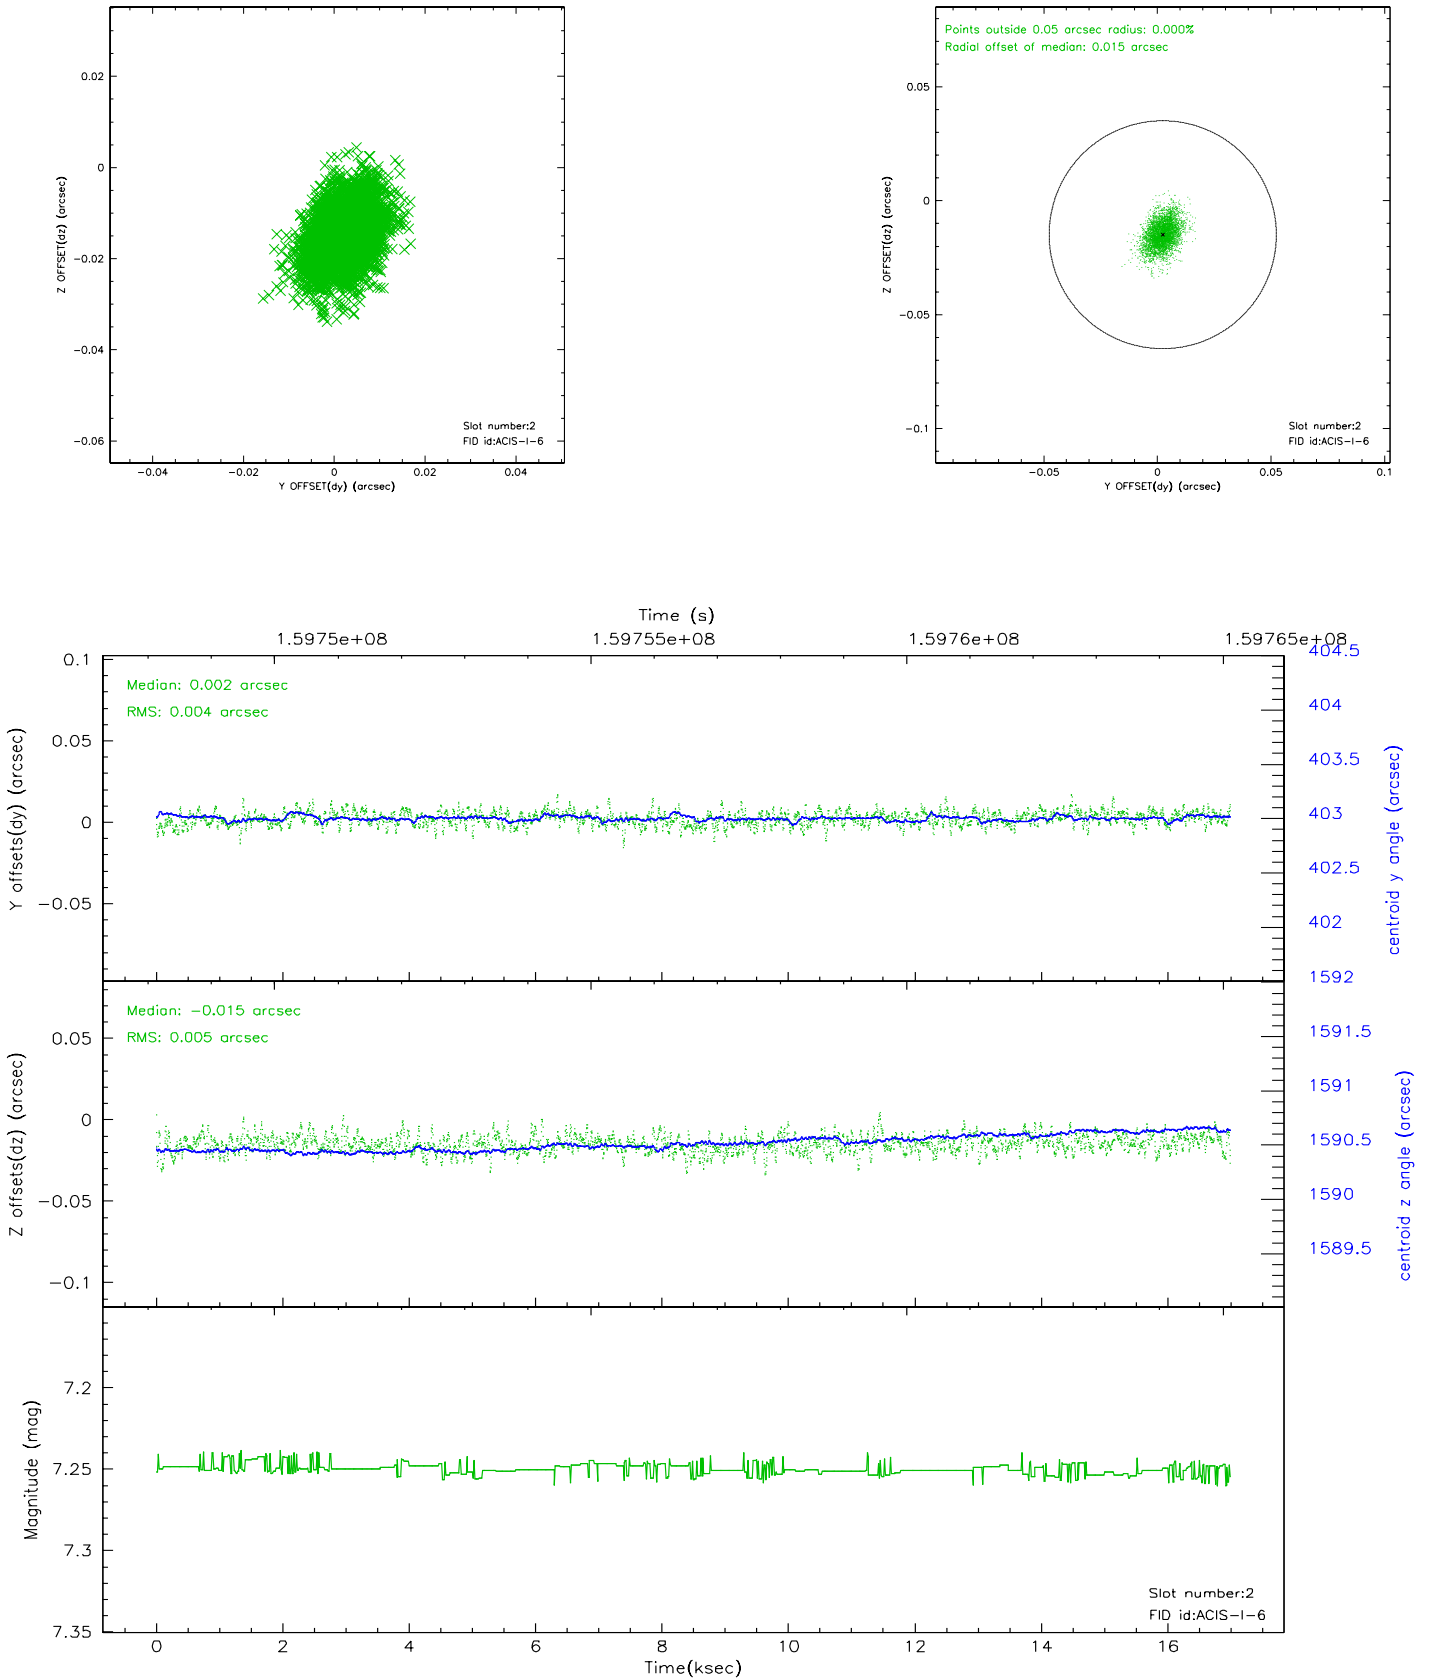 0.02
0
−0.02
−0.04
−0.06
Z OFFSET(dz) (arcsec)
Slot number:2
FID id:ACIS−I−6
−0.04
−0.02
0
0.02
0.04
Y OFFSET(dy) (arcsec)
Points outside 0.05 arcsec radius: 0.000%
Radial offset of median: 0.015 arcsec
0.05
0
−0.05
−0.1
Z OFFSET(dz) (arcsec)
Slot number:2
FID id:ACIS−I−6
−0.05
0
0.05
0.1
Y OFFSET(dy) (arcsec)
Time (s)
1.5975e+08
1.59755e+08
1.5976e+08
1.59765e+08
0.1
0.05
0
−0.05
Y offsets(dy) (arcsec)
Median: 0.002 arcsec
RMS: 0.004 arcsec
404.5
404
403.5
403
402.5
402
centroid y angle (arcsec)
1592
0.05
0
−0.05
−0.1
Z offsets(dz) (arcsec)
Median: −0.015 arcsec
RMS: 0.005 arcsec
1591.5
1591
1590.5
1590
1589.5
centroid z angle (arcsec)
7.2
7.25
7.3
7.35
Magnitude (mag)
Slot number:2
FID id:ACIS−I−6
0
2
4
6
8
10
12
14
16
Time(ksec)